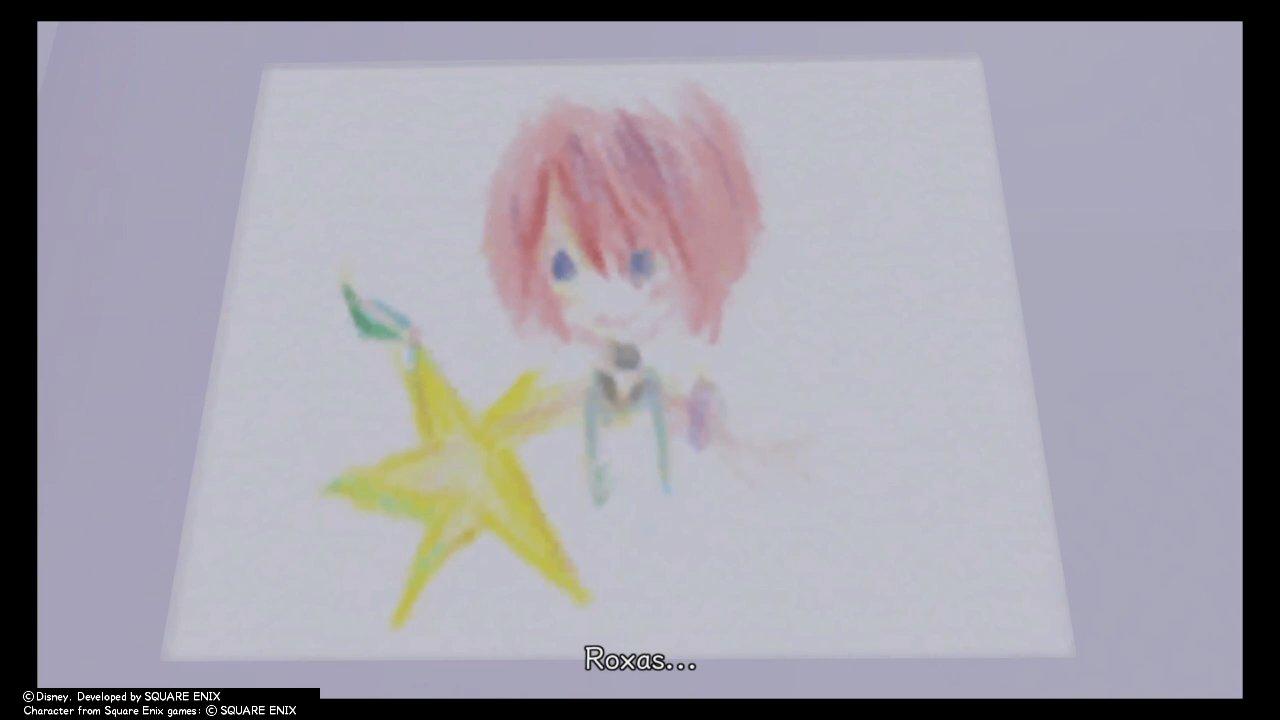 Roxas...
©Disney. Developed by SQUARE ENIX
Character from Square Enix games: © SQUARE ENIX